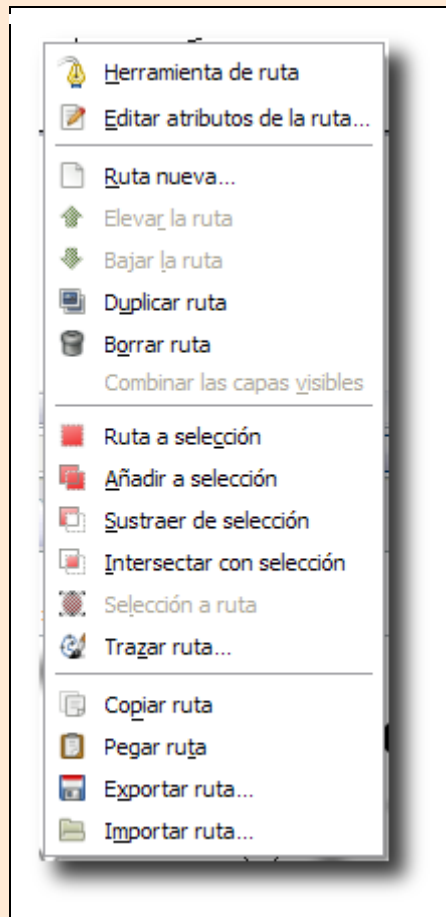 Herramienta de ruta
Editar atributos de la ruta...
Ruta nueva...
Elevar la ruta
Bajar la ruta
Duplicar ruta
Borrar ruta
Combinar las capas visibles
Ruta a selección
Añadir a selección
Sustraer de selección
Intersectar con selección
Selección a ruta
Trazar ruta...
Copiar ruta
Pegar ruta
Exportar ruta...
Importar ruta...